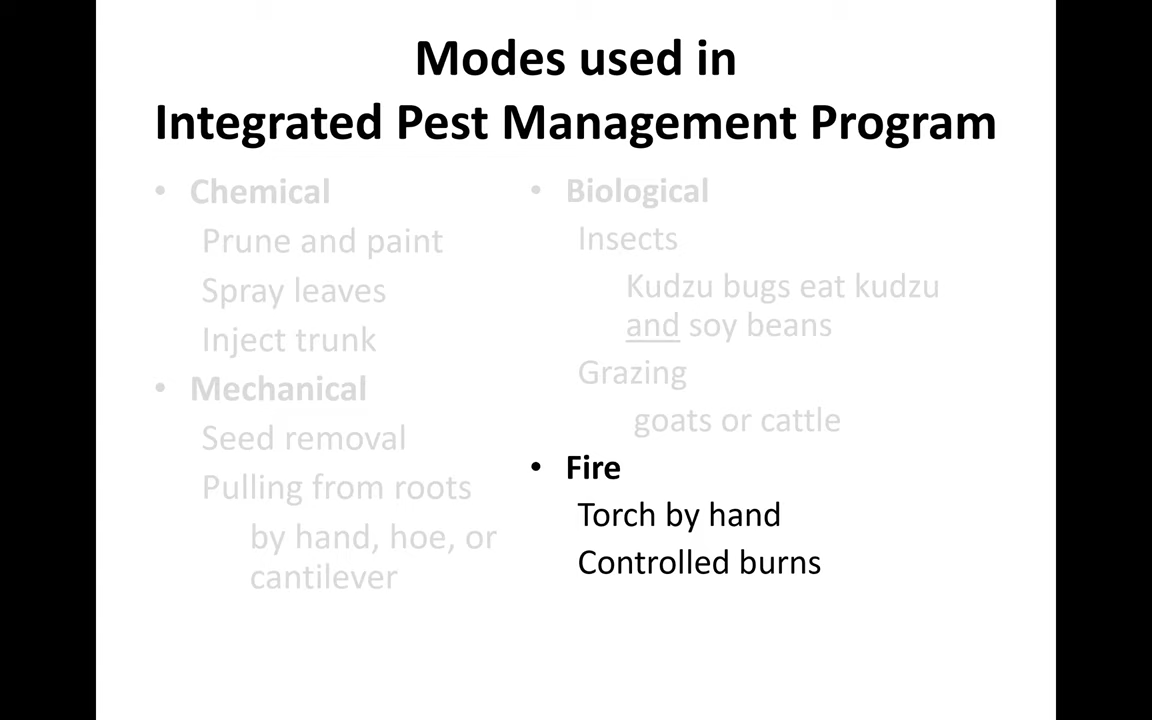 Modes used in
Integrated Pest Management Program
• Chemical
Prune and paint
Spray leaves
Inject trunk
• Mechanical
Seed removal
Pulling from roots
by hand, hoe, or
cantilever
• Biological
Insects
Kudzu bugs eat kudzu
and soy beans
Grazing
goats or cattle
• Fire
Torch by hand
Controlled burns